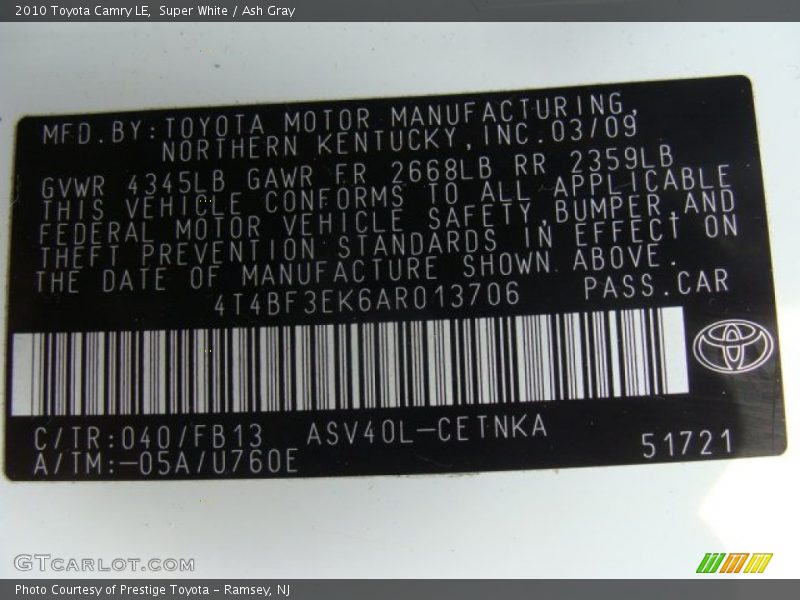 2010 Toyota Camry LE, Super White / Ash Gray
MFD.BY:TOYOTA MOTOR MANUFACTURING,
NORTHERN KENTUCKY,INC.03/09
GVWR 4345LB GAWR FR 2668LB RR 2359LB
THIS VEHICLE CONFORMS TO ALL APPLICABLE
FEDERAL MOTOR VEHICLE SAFETY,BUMPER,AND
THEFT PREVENTION STANDARDS IN EFFECT ON
THE DATE OF MANUFACTURE SHOWN ABOVE.
4T4BF3EK6AR013706 PASS.CAR
C/TR:040/FB13 ASV40L-CETNKA
A/TM:-05A/U760E 51721
GTCARLOT.COM
Photo Courtesy of Prestige Toyota - Ramsey, NJ